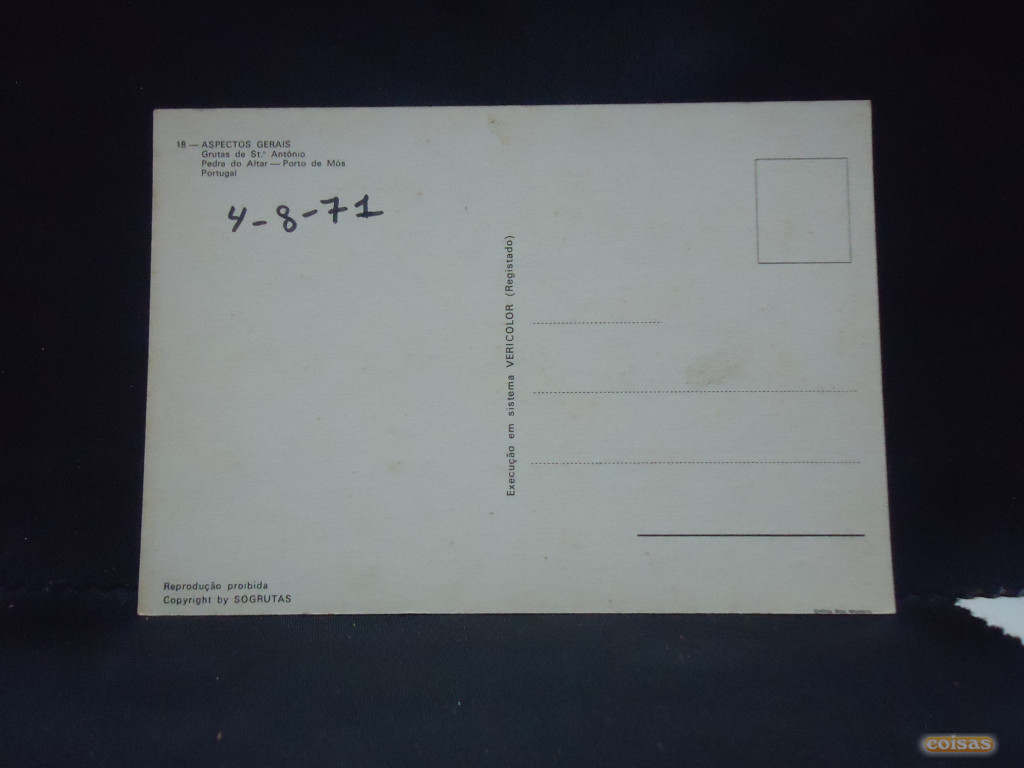 18 — ASPECTOS GERAIS
Grutas de St.º António
Pedra do Altar — Porto de Mós
Portugal
4-8-71
Execução em sistema VERICOLOR (Registado)
Reprodução proibida
Copyright by SOGRUTAS
coisas